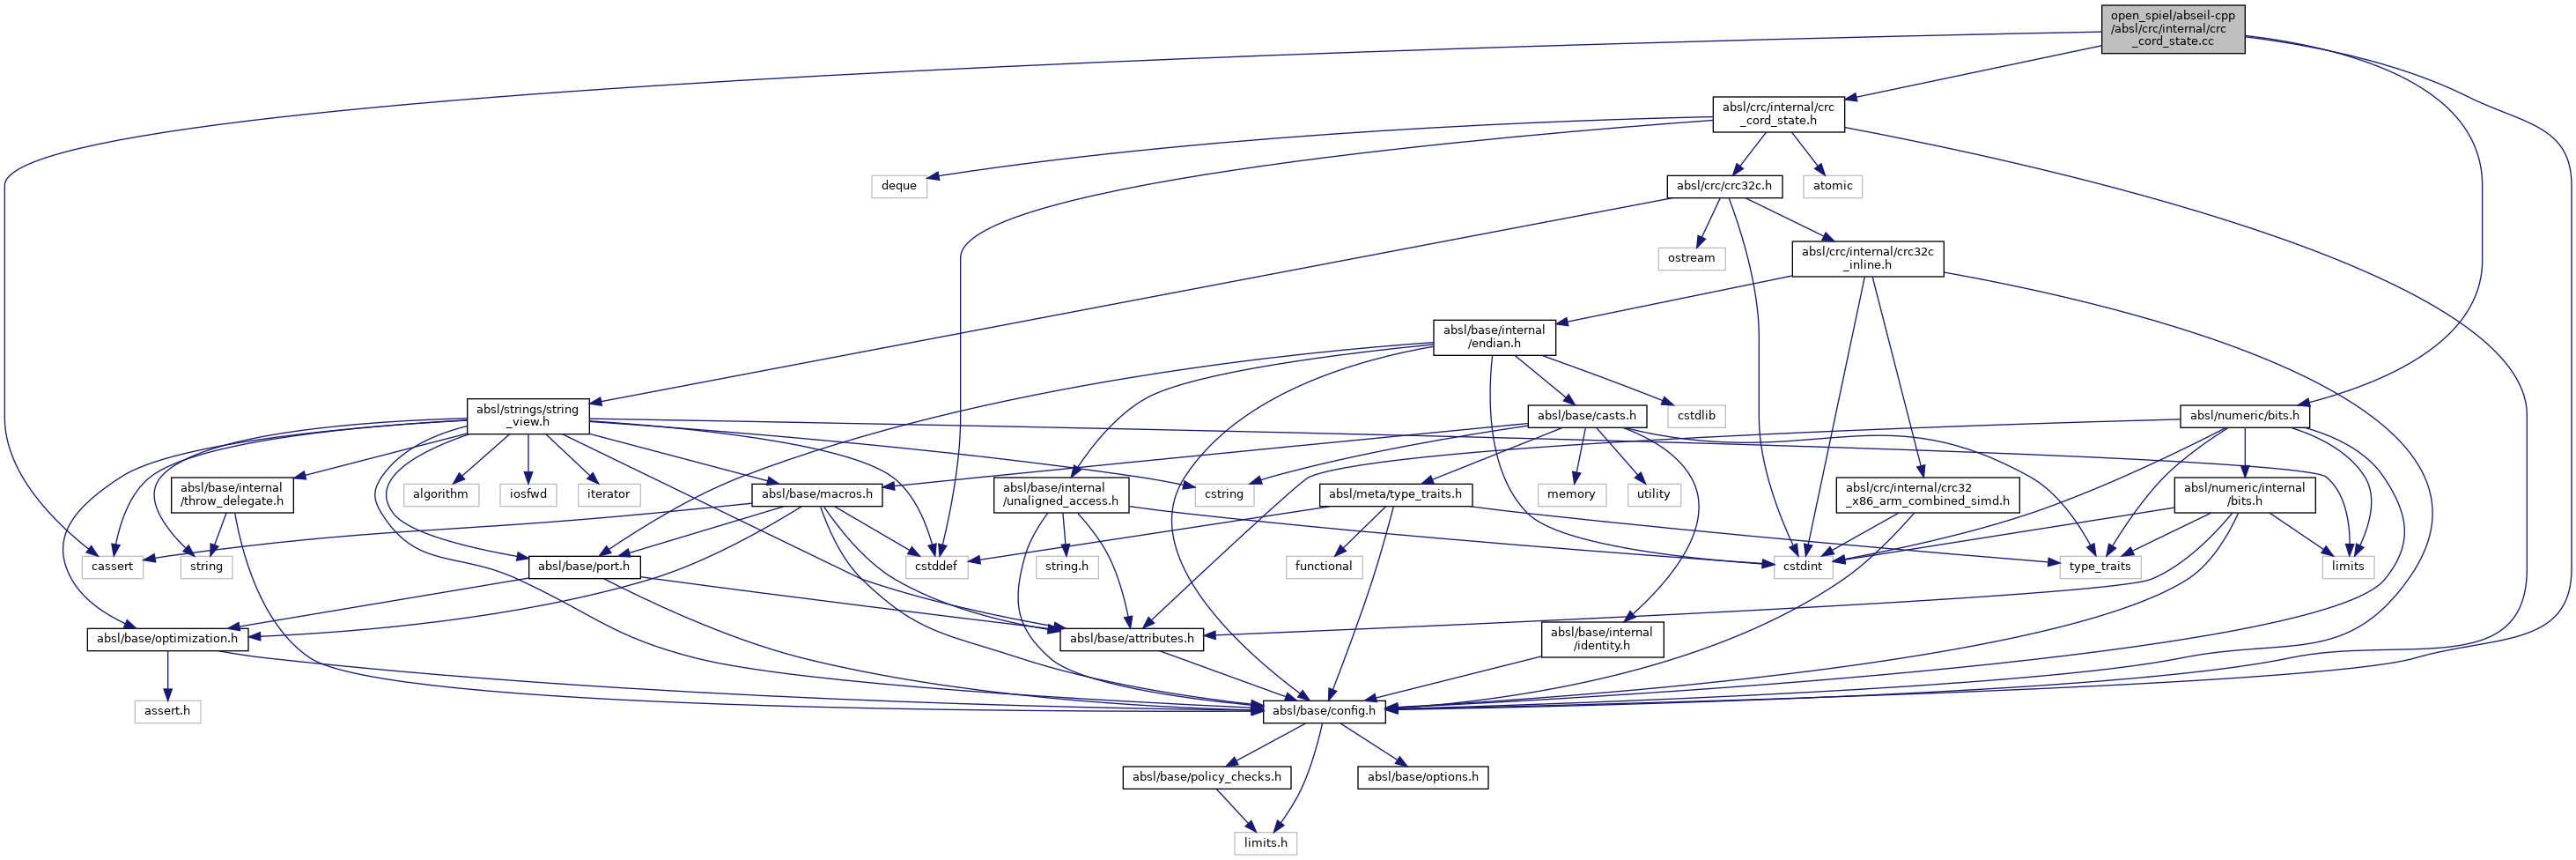 open_spiel/abseil-cpp
/absl/crc/internal/crc
_cord_state.cc
absl/crc/internal/crc
_cord_state.h
deque
absl/crc/crc32c.h
atomic
ostream
absl/crc/internal/crc32c
_inline.h
absl/base/internal
/endian.h
absl/strings/string
_view.h
absl/base/casts.h
cstdlib
absl/numeric/bits.h
absl/base/internal
/throw_delegate.h
algorithm
iosfwd
iterator
absl/base/macros.h
absl/base/internal
/unaligned_access.h
cstring
absl/meta/type_traits.h
memory
utility
absl/crc/internal/crc32
_x86_arm_combined_simd.h
absl/numeric/internal
/bits.h
cassert
string
absl/base/port.h
cstddef
string.h
functional
cstdint
type_traits
limits
absl/base/optimization.h
absl/base/attributes.h
absl/base/internal
/identity.h
assert.h
absl/base/config.h
absl/base/policy_checks.h
absl/base/options.h
limits.h